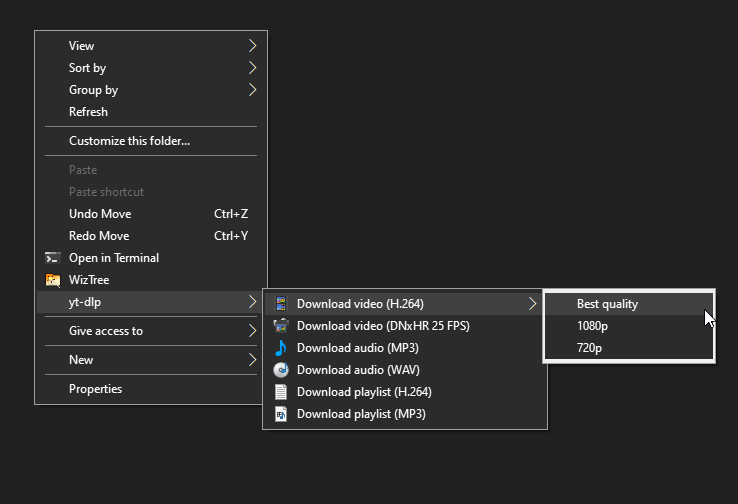 View
Sort by
Group by
Refresh
Customize this folder...
Paste
Paste shortcut
Undo Move Ctrl+Z
Redo Move Ctrl+Y
Open in Terminal
WizTree
yt-dlp
Give access to
New
Properties
Download video (H.264)
Download video (DNxHR 25 FPS)
Download audio (MP3)
Download audio (WAV)
Download playlist (H.264)
Download playlist (MP3)
Best quality
1080p
720p